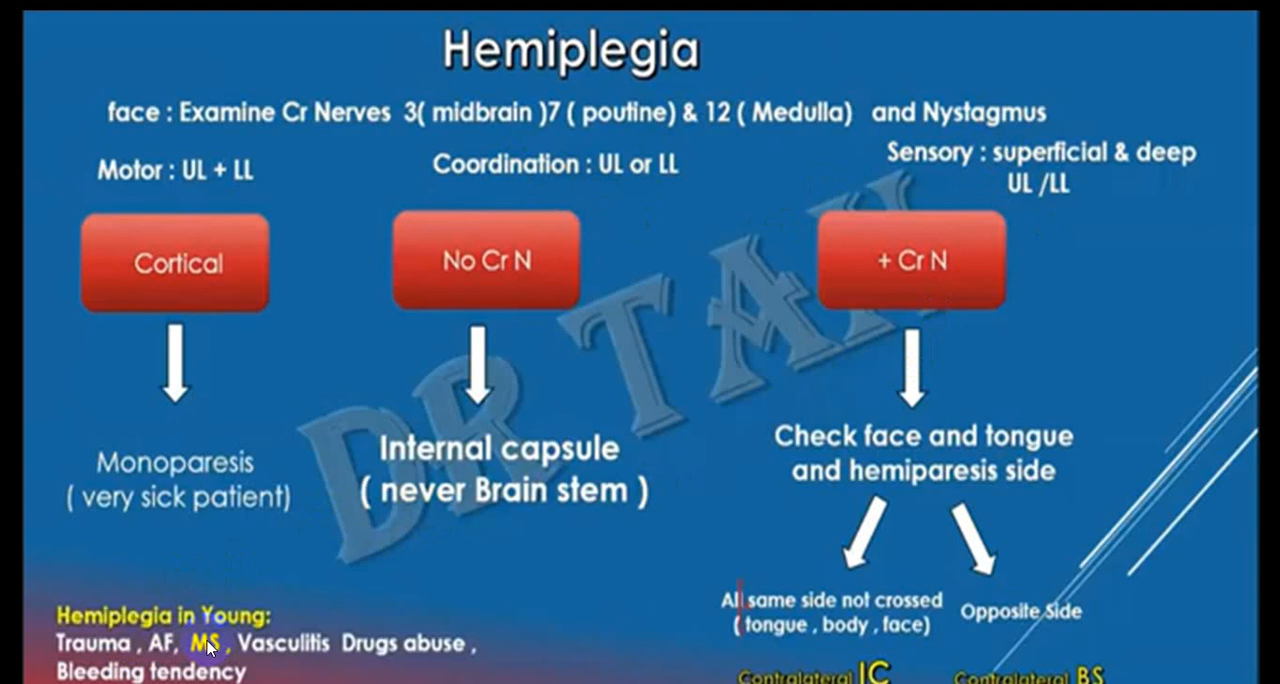 Hemiplegia
face : Examine Cr Nerves 3( midbrain )7 ( poutine) & 12 ( Medulla) and Nystagmus
Motor : UL + LL
Coordination : UL or LL
Sensory : superficial & deep
UL /LL
Cortical
No Cr N
+ Cr N
Monoparesis
( very sick patient)
Internal capsule
( never Brain stem )
Check face and tongue
and hemiparesis side
All same side not crossed
( tongue , body , face)
Opposite Side
Contralateral IC
Contralateral BS
Hemiplegia in Young:
Trauma , AF, MS , Vasculitis Drugs abuse ,
Bleeding tendency
DR TAH